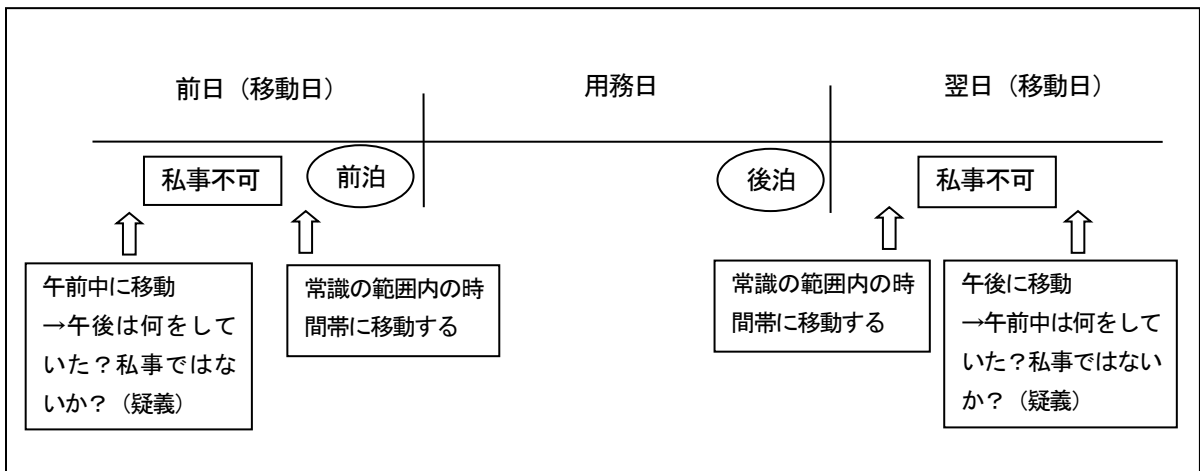 前日（移動日）
用務日
翌日（移動日）
私事不可
前泊
後泊
私事不可
午前中に移動
→午後は何をして
いた？私事ではな
いか？（疑義）
常識の範囲内の時
間帯に移動する
常識の範囲内の時
間帯に移動する
午後に移動
→午前中は何をして
いた？私事ではない
か？（疑義）